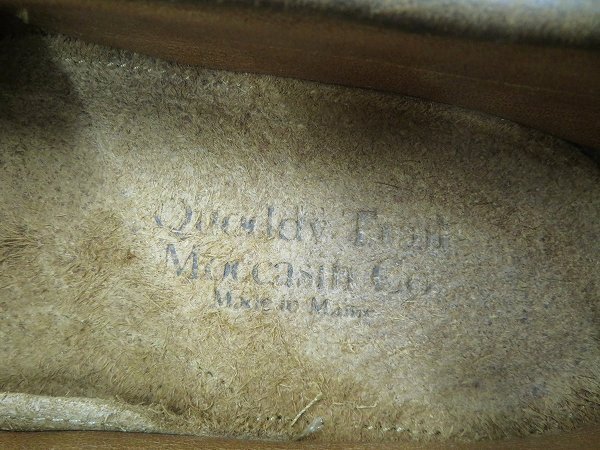 Quoddy Trail
Moccasin Co.
Made in Maine